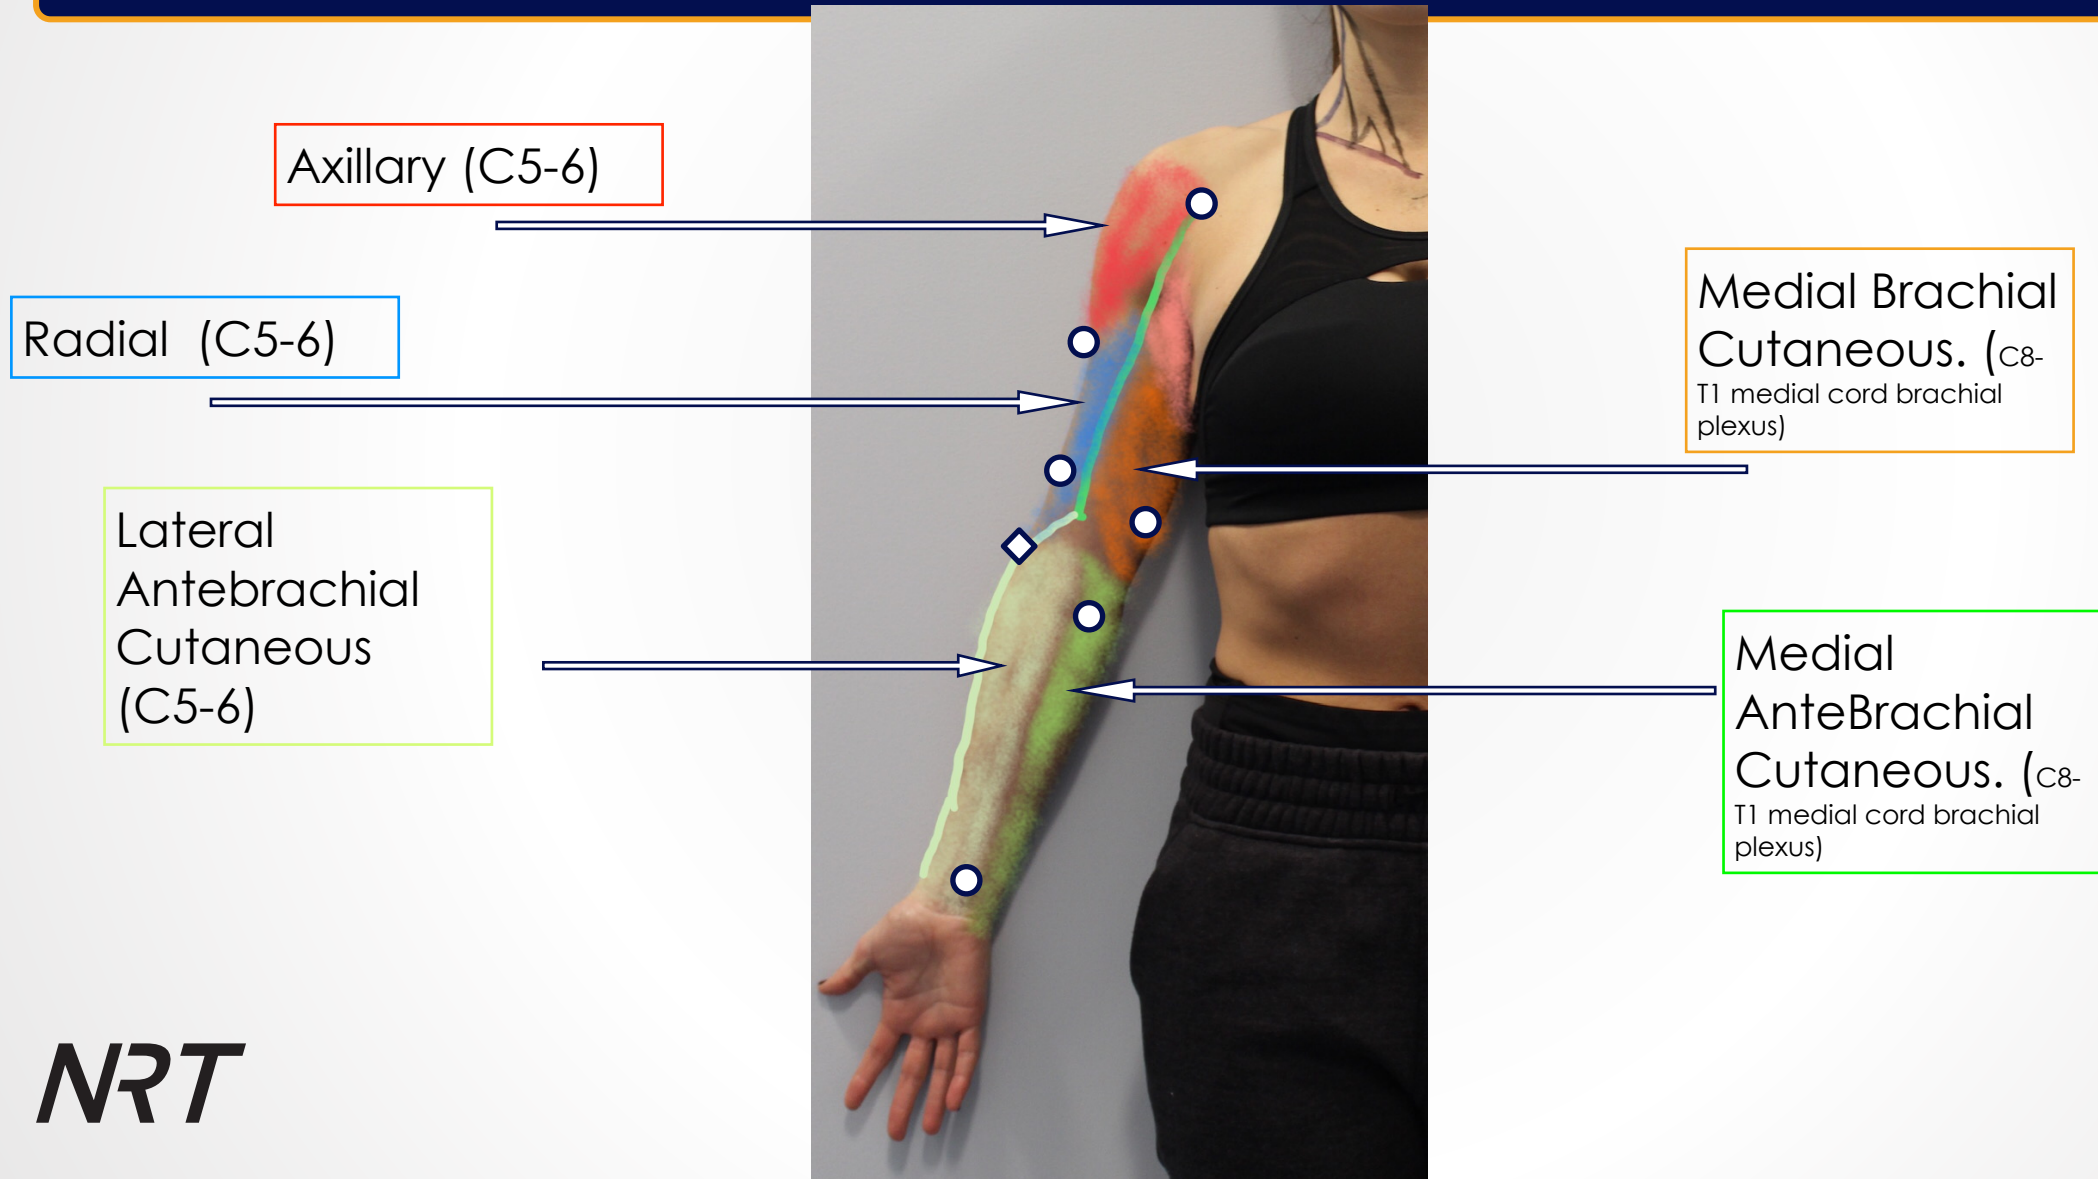 Axillary (C5-6)
Radial  (C5-6)
Lateral
Antebrachial
Cutaneous
(C5-6)
Medial Brachial
Cutaneous. (C8-
T1 medial cord brachial
plexus)
Medial
AnteBrachial
Cutaneous. (C8-
T1 medial cord brachial
plexus)
NRT